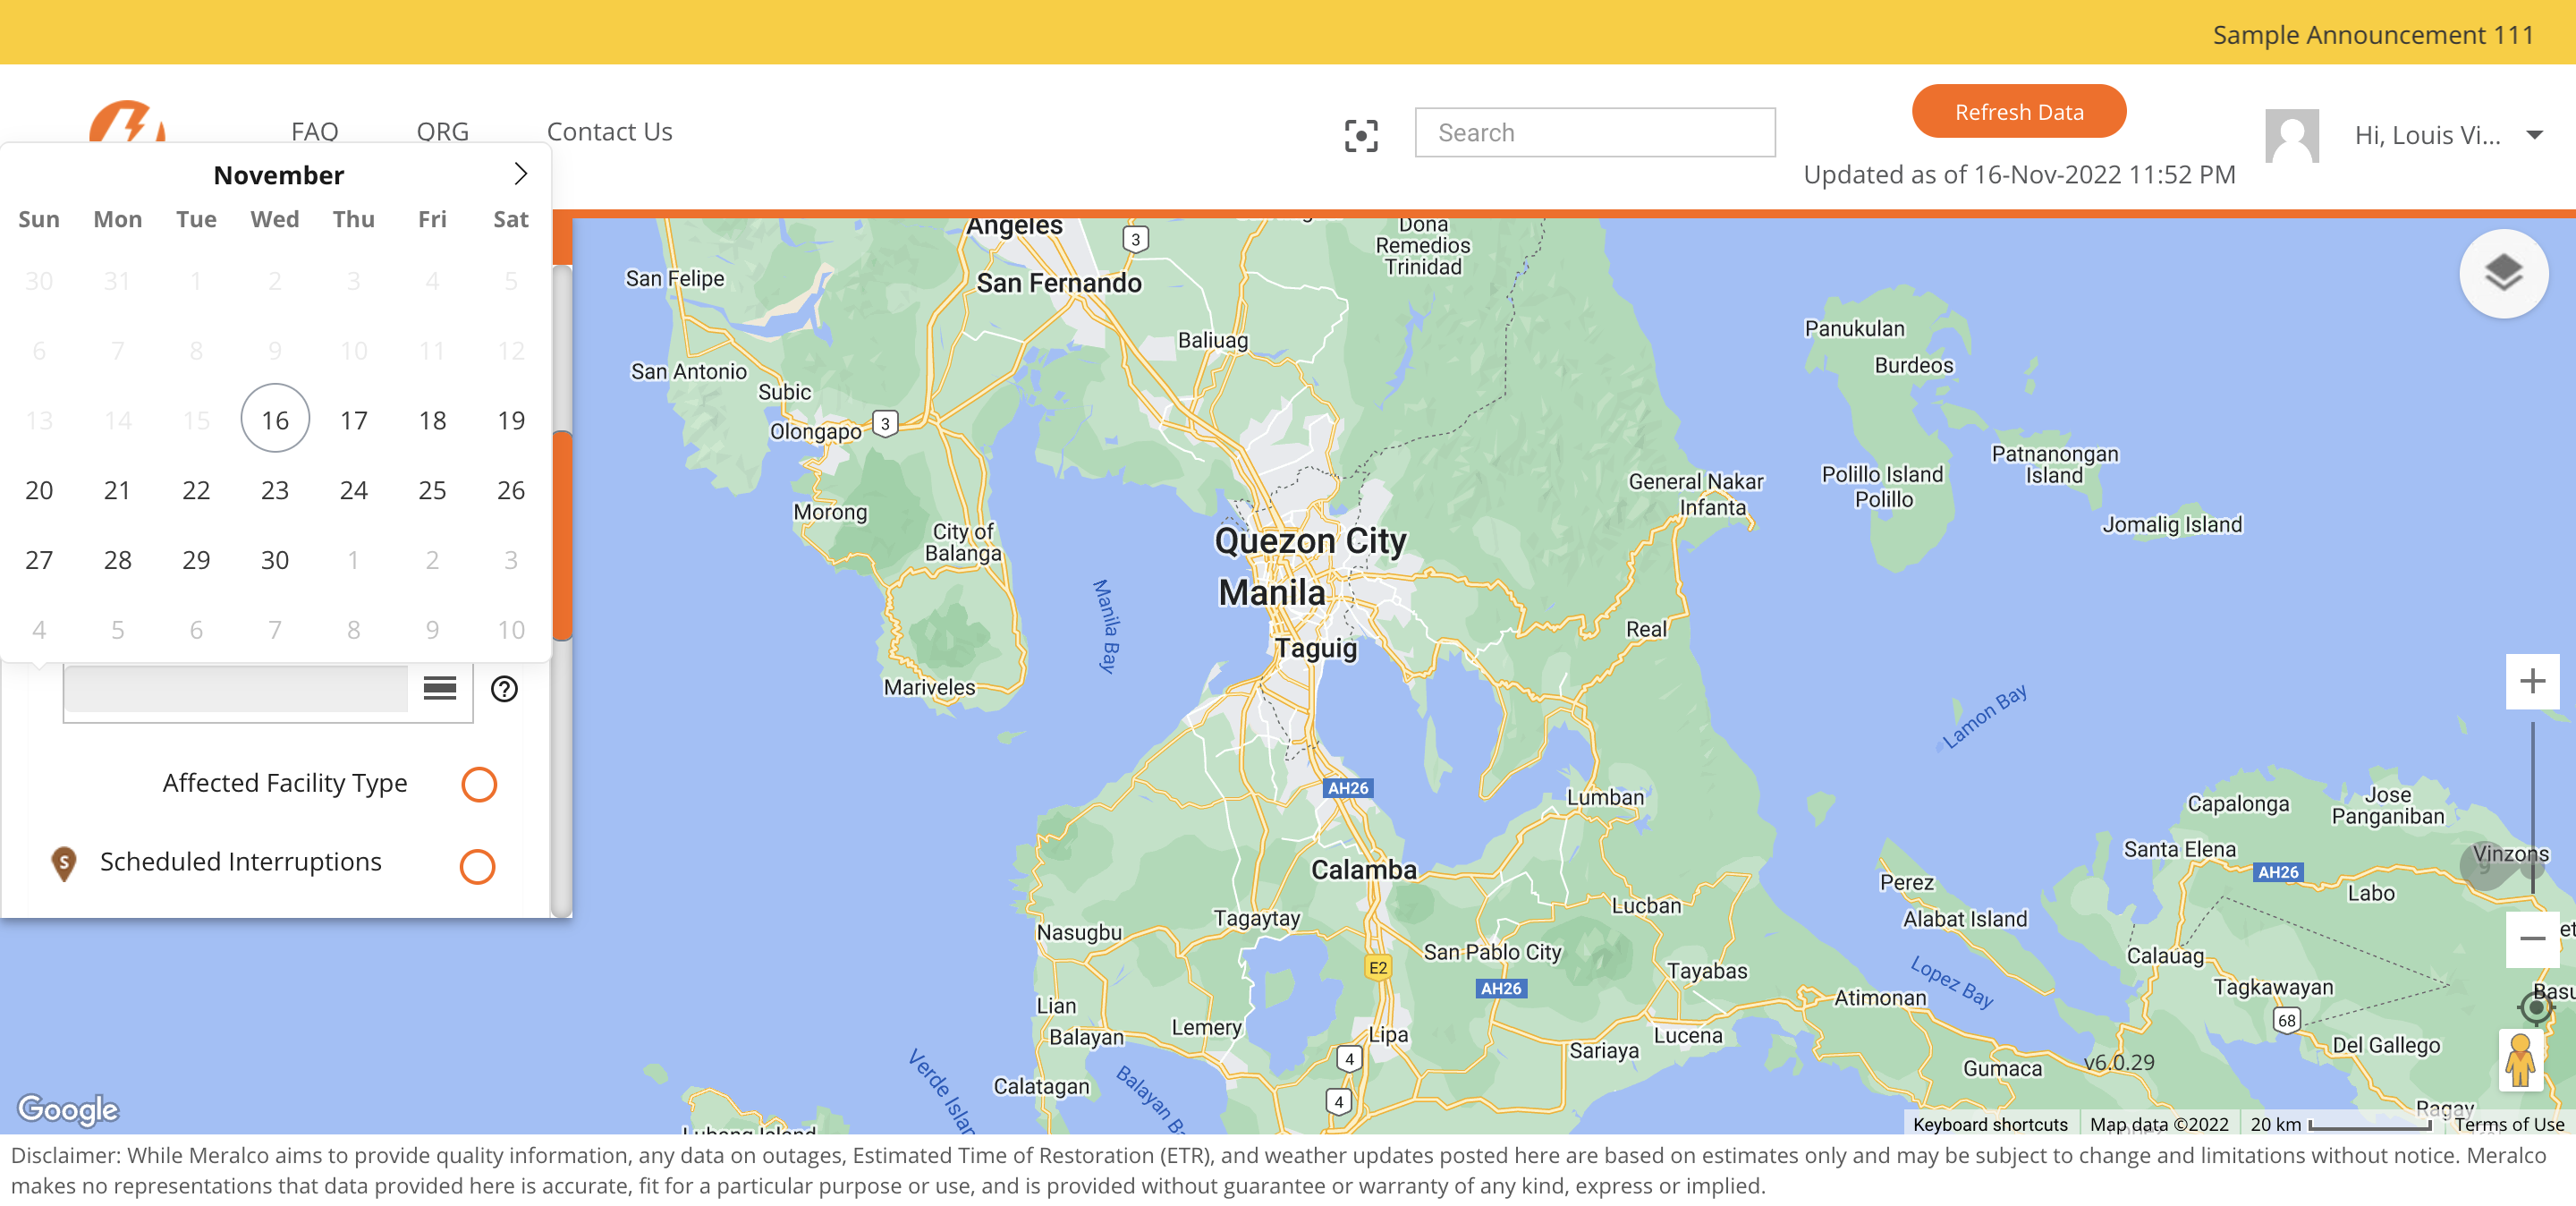 Sample Announcement 111
FAQ
ORG
Contact Us
Search
Refresh Data
Updated as of 16-Nov-2022 11:52 PM
Hi, Louis Vi...
November
Sun Mon Tue Wed Thu Fri Sat
30 31 1 2 3 4 5
6 7 8 9 10 11 12
13 14 15 16 17 18 19
20 21 22 23 24 25 26
27 28 29 30 1 2 3
4 5 6 7 8 9 10
Affected Facility Type
S
Scheduled Interruptions
Angeles
3
Dona
Remedios
Trinidad
San Felipe
San Fernando
Panukulan
Baliuag
Burdeos
San Antonio
Subic
Olongapo
3
Patnanongan
Island
Polillo Island
Polillo
General Nakar
Infanta
Morong
Jomalig Island
City of
Balanga
Quezon City
Manila
Manila Bay
Taguig
Real
Mariveles
Lamon Bay
AH26
Lumban
Capalonga
Jose
Panganiban
Santa Elena
Vinzons
9
AH26
Calamba
Perez
Labo
Lucban
Tagaytay
Alabat Island
Nasugbu
San Pablo City
E2
Calauag
Tayabas
AH26
Lopez Bay
Tagkawayan
Atimonan
Lian
68
Balayan
Lemery
Lipa
Lucena
Sariaya
Del Gallego
4
v6.0.29
Gumaca
Calatagan
4
Ragay
Google
Keyboard shortcuts
Map data ©2022
20 km
Terms of Use
Disclaimer: While Meralco aims to provide quality information, any data on outages, Estimated Time of Restoration (ETR), and weather updates posted here are based on estimates only and may be subject to change and limitations without notice. Meralco
makes no representations that data provided here is accurate, fit for a particular purpose or use, and is provided without guarantee or warranty of any kind, express or implied.